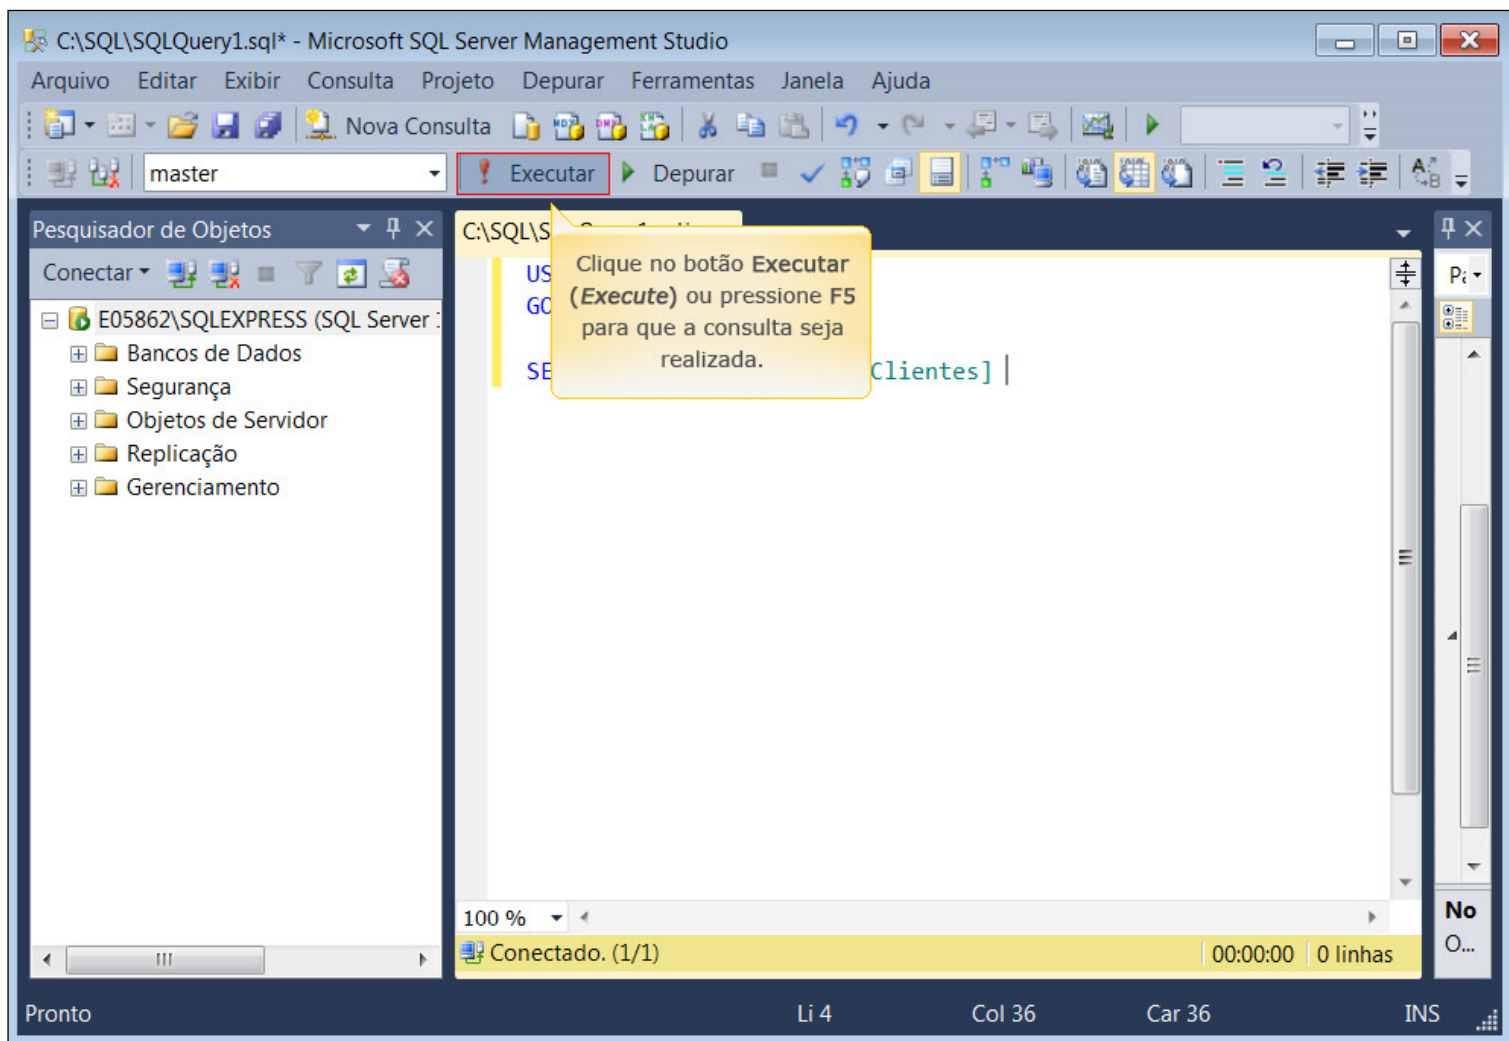 C:\SQL\SQLQuery1.sql* - Microsoft SQL Server Management Studio
Arquivo Editar Exibir Consulta Projeto Depurar Ferramentas Janela Ajuda
Nova Consulta
master Executar Depurar
Pesquisador de Objetos
Conectar
E05862\SQLEXPRESS (SQL Server
Bancos de Dados
Segurança
Objetos de Servidor
Replicação
Gerenciamento
C:\SQL\S
US
GO
SE Clientes]
Clique no botão Executar
(Execute) ou pressione F5
para que a consulta seja
realizada.
100 %
Conectado. (1/1) 00:00:00 0 linhas
No
O...
Pronto Li 4 Col 36 Car 36 INS